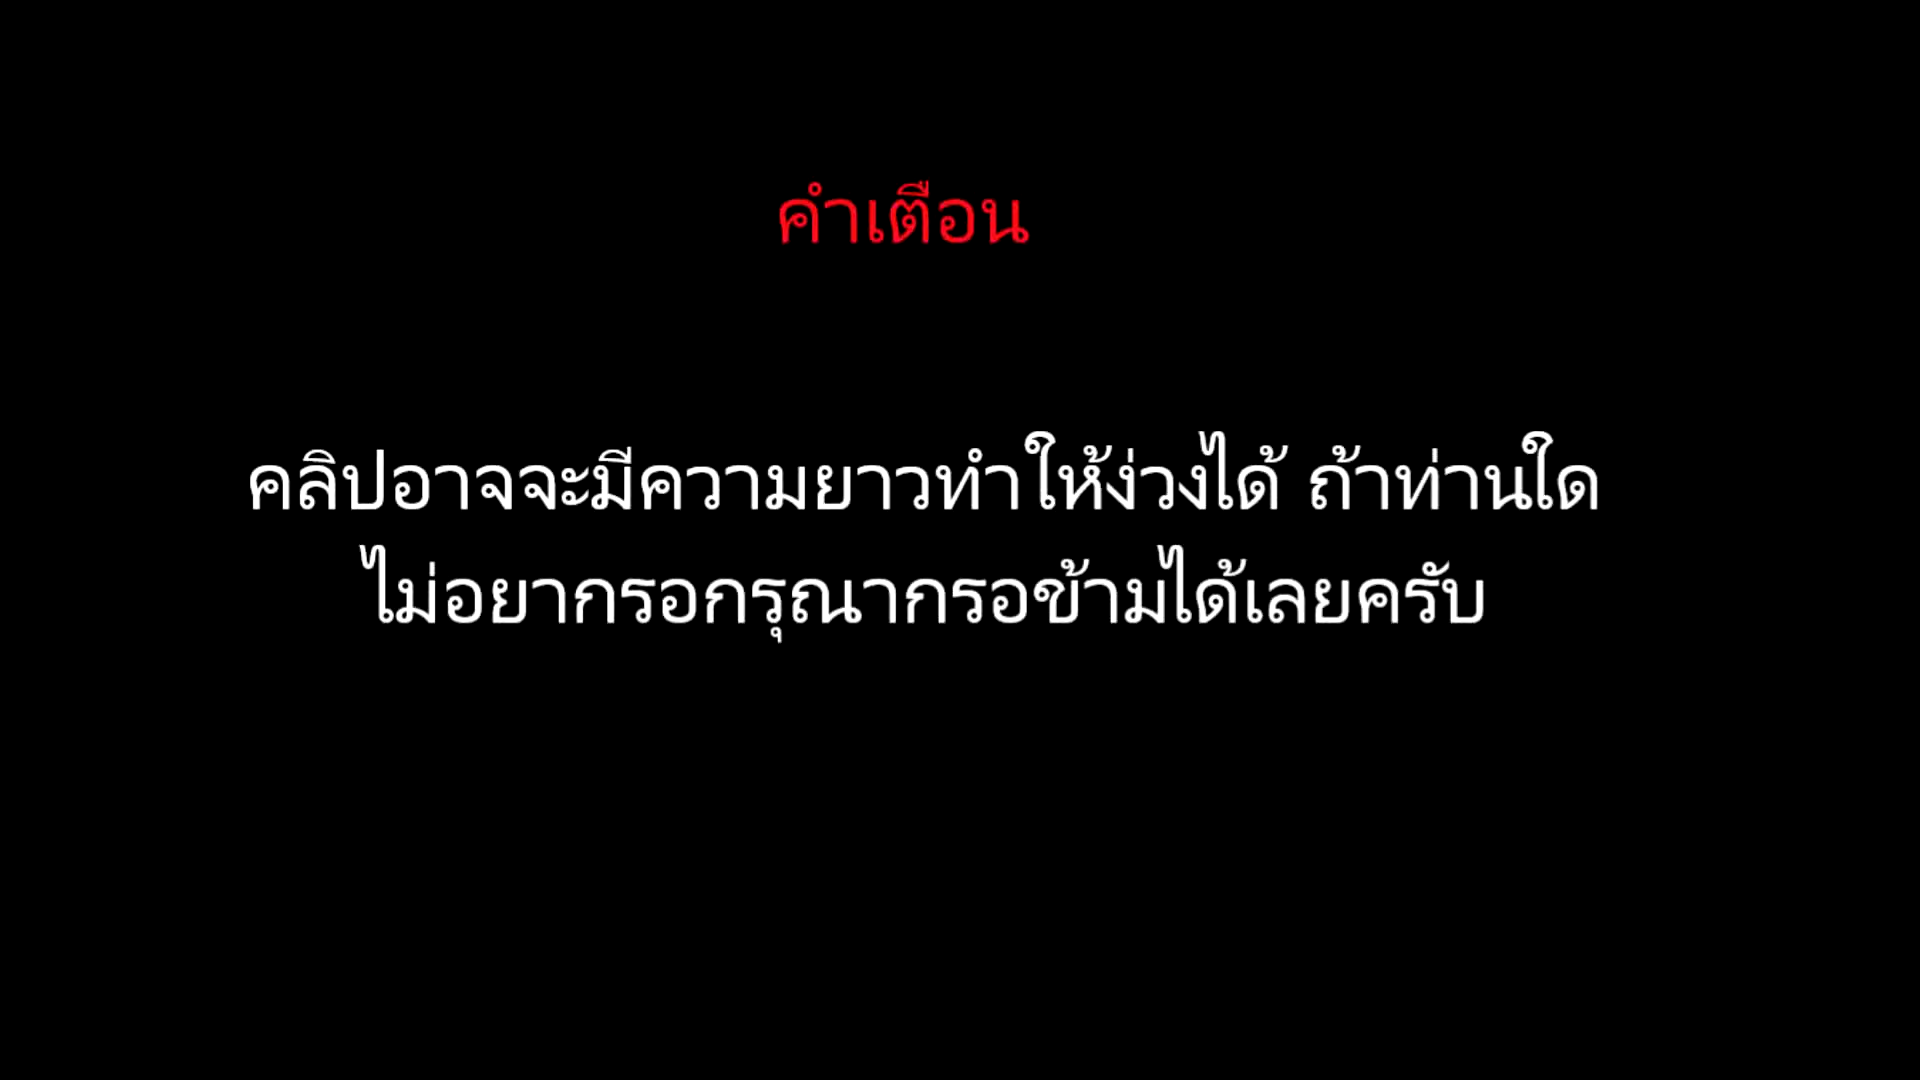 คำเตือน
คลิปอาจจะมีความยาวทำให้ง่วงได้ ถ้าท่านใด
ไม่อยากรอกรุณากรอข้ามได้เลยครับ